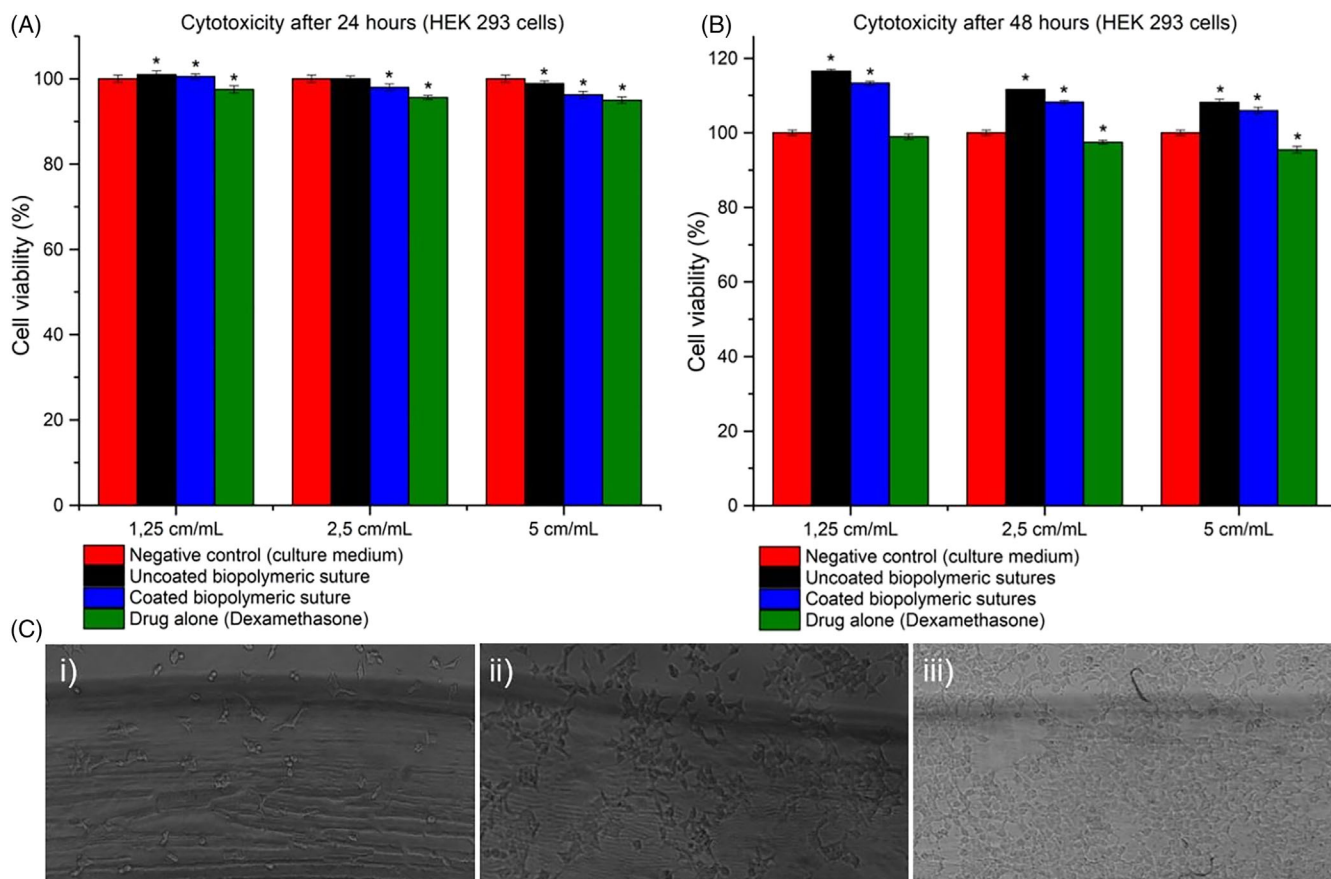 (A)
Cytotoxicity after 24 hours (HEK 293 cells)
Cell viability (%)
100
80
60
40
20
0
* * *
* *
* * *
1,25 cm/mL 2,5 cm/mL 5 cm/mL
Negative control (culture medium)
Uncoated biopolymeric suture
Coated biopolymeric suture
Drug alone (Dexamethasone)
(B)
Cytotoxicity after 48 hours (HEK 293 cells)
Cell viability (%)
120
100
80
60
40
20
0
* *
* * *
* * *
1,25 cm/mL 2,5 cm/mL 5 cm/mL
Negative control (culture medium)
Uncoated biopolymeric sutures
Coated biopolymeric sutures
Drug alone (Dexamethasone)
(C)
i) ii) iii)